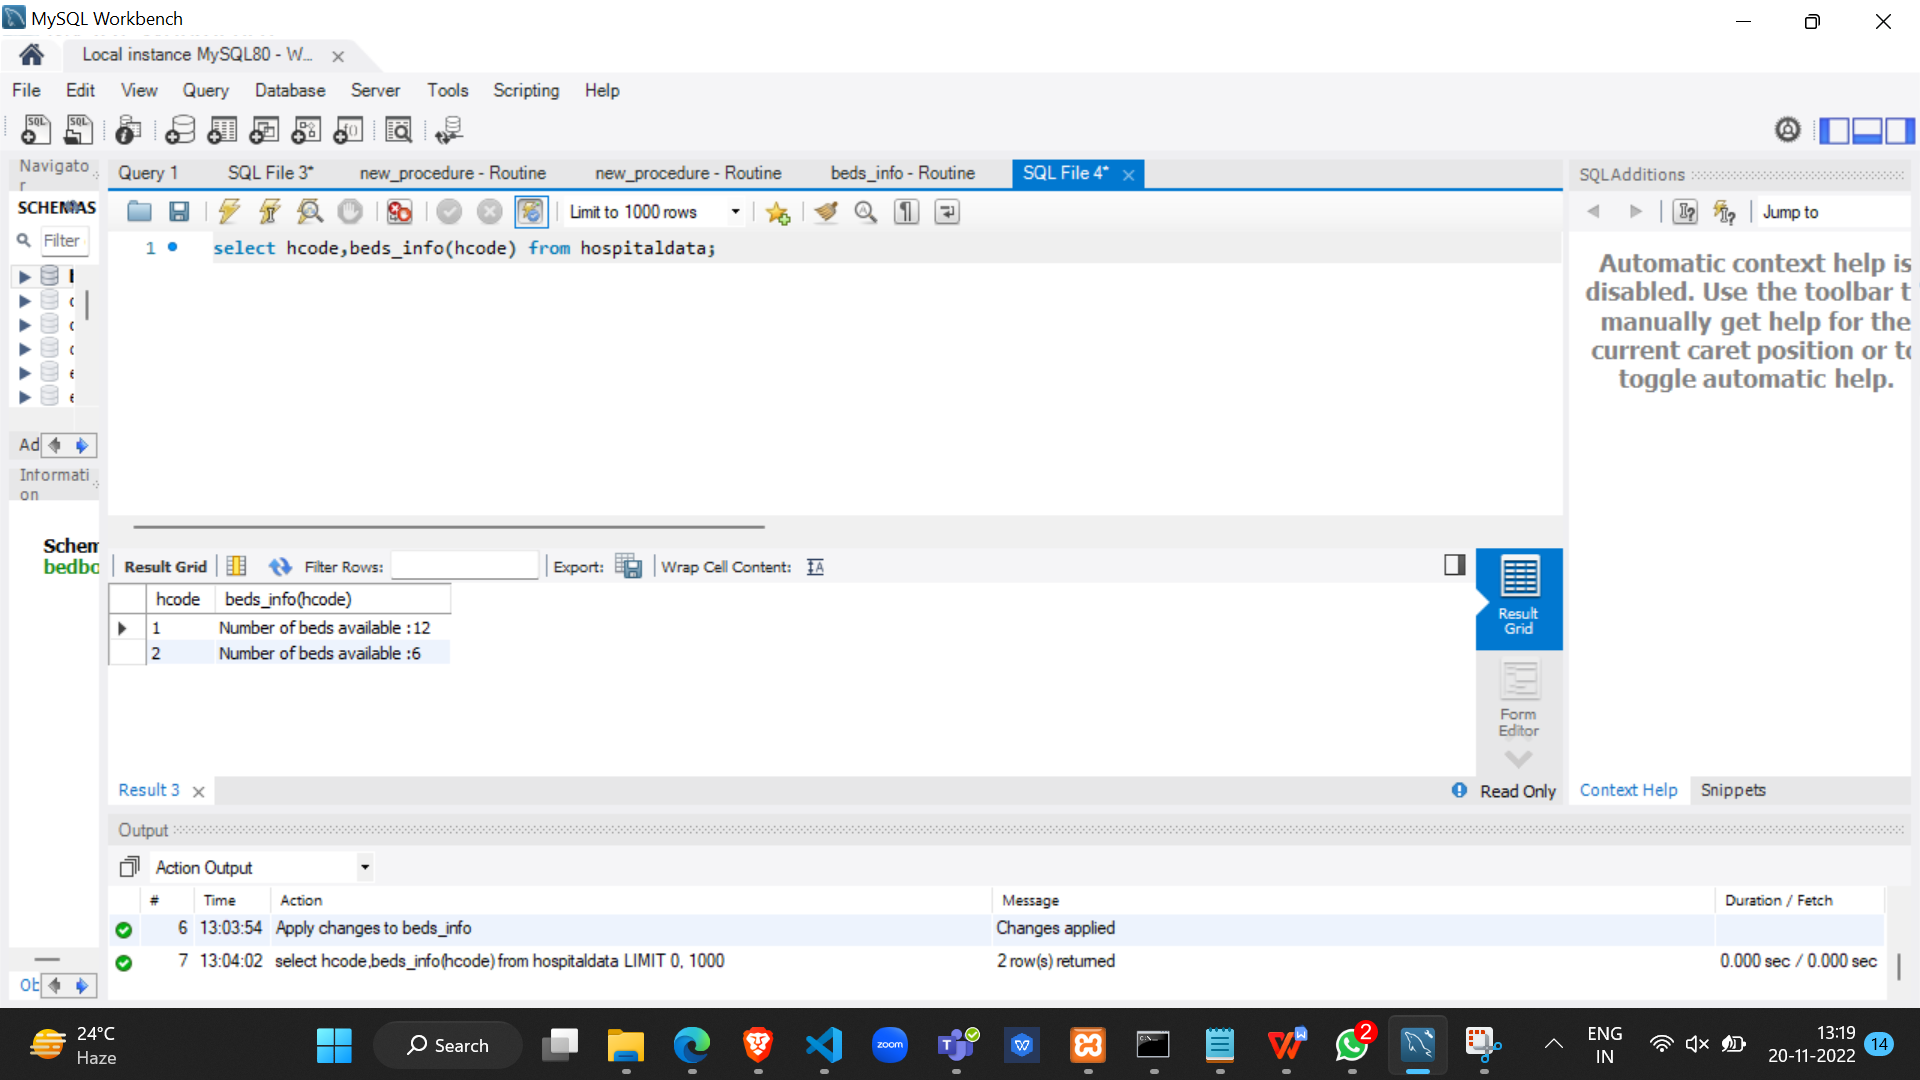 MySQL Workbench
Local instance MySQL80 - W...
File Edit View Query Database Server Tools Scripting Help
Navigato
r
Query 1 SQL File 3* new_procedure - Routine new_procedure - Routine beds_info - Routine SQL File 4*
SQLAdditions
SCHEMAS
Limit to 1000 rows
Jump to
Filter
1 select hcode,beds_info(hcode) from hospitaldata;
Automatic context help is
disabled. Use the toolbar t
manually get help for the
current caret position or to
toggle automatic help.
Ad
Informati
on
Schem
bedbo
Result Grid Filter Rows: Export: Wrap Cell Content:
hcode beds_info(hcode)
1 Number of beds available :12
2 Number of beds available :6
Result
Grid
Form
Editor
Result 3
Read Only
Context Help Snippets
Output
Action Output
# Time Action Message Duration / Fetch
6 13:03:54 Apply changes to beds_info Changes applied
7 13:04:02 select hcode,beds_info(hcode) from hospitaldata LIMIT 0, 1000 2 row(s) returned 0.000 sec / 0.000 sec
Ob
24°C
Haze
Search
zoom
2
ENG
IN
13:19
20-11-2022
14